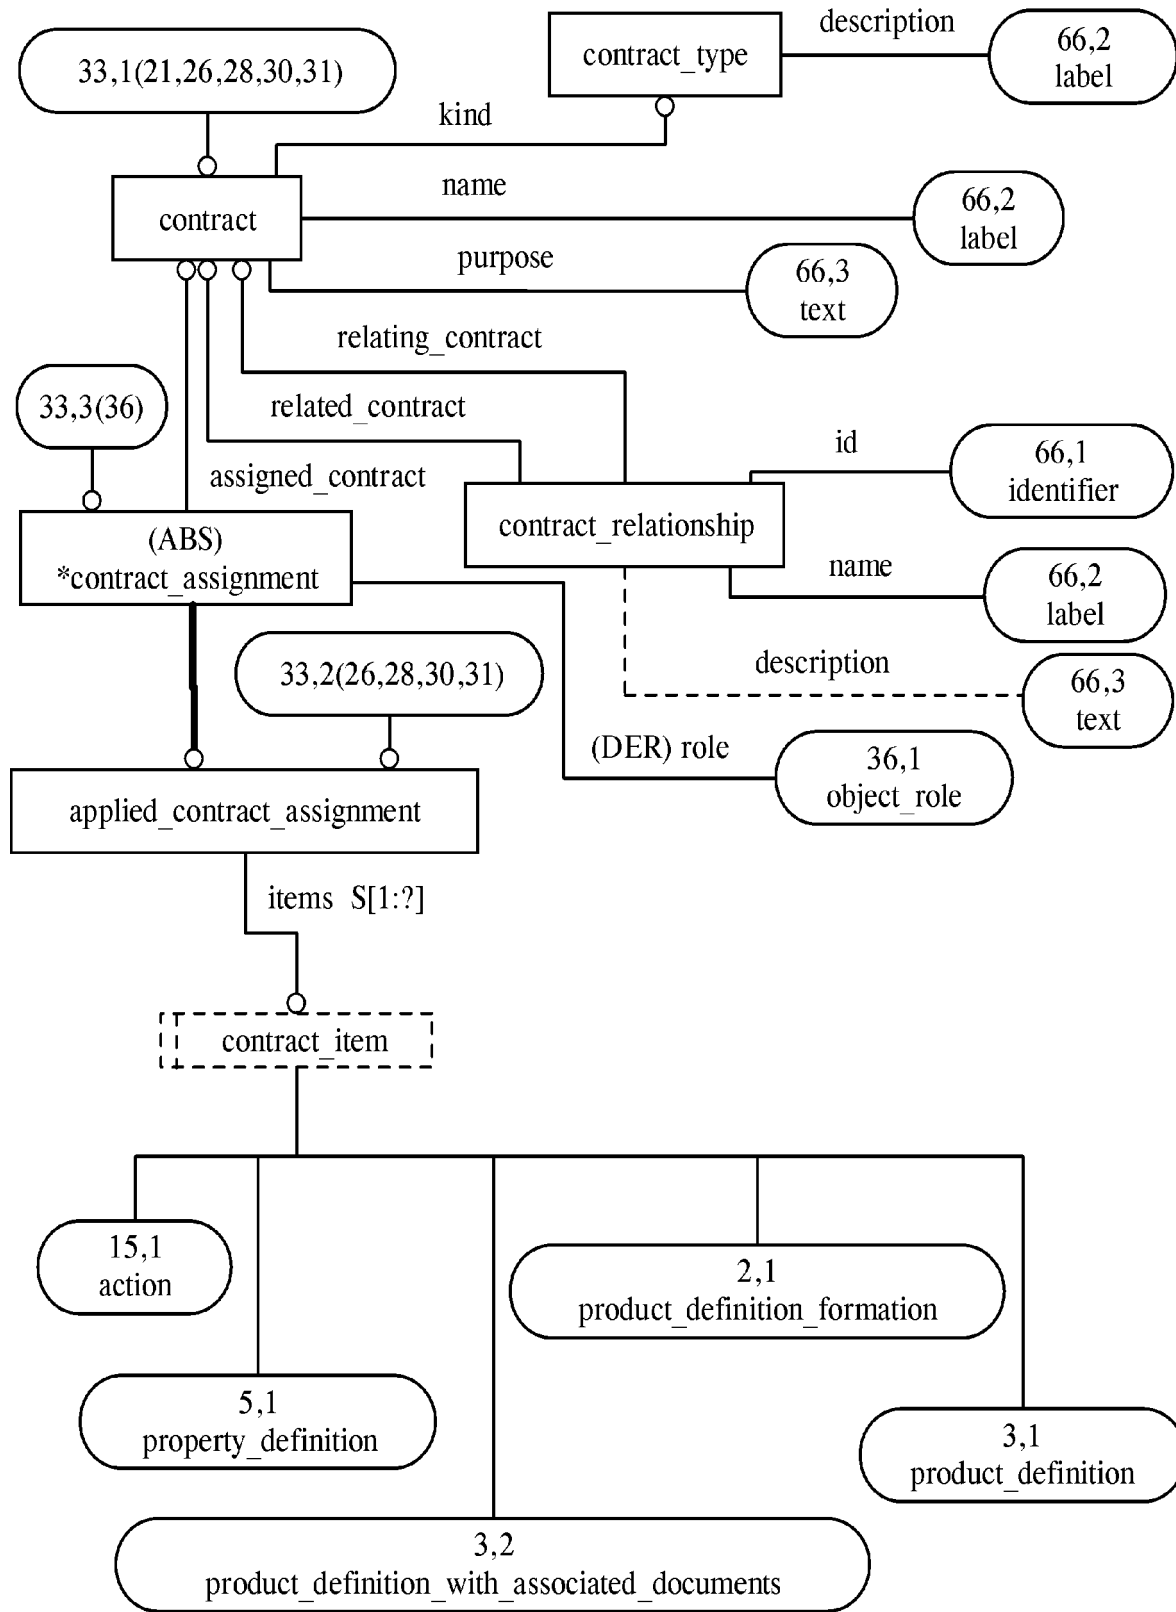 description
66,2
label
contract_type
33,1(21,26,28,30,31)
kind
name
contract
66,2
label
purpose
66,3
text
relating_contract
33,3(36)
related_contract
id
66,1
identifier
assigned_contract
contract_relationship
(ABS)
*contract_assignment
name
66,2
label
33,2(26,28,30,31)
description
66,3
text
(DER) role
36,1
object_role
applied_contract_assignment
items S[1:?]
contract_item
15,1
action
2,1
product_definition_formation
5,1
property_definition
3,1
product_definition
3,2
product_definition_with_associated_documents